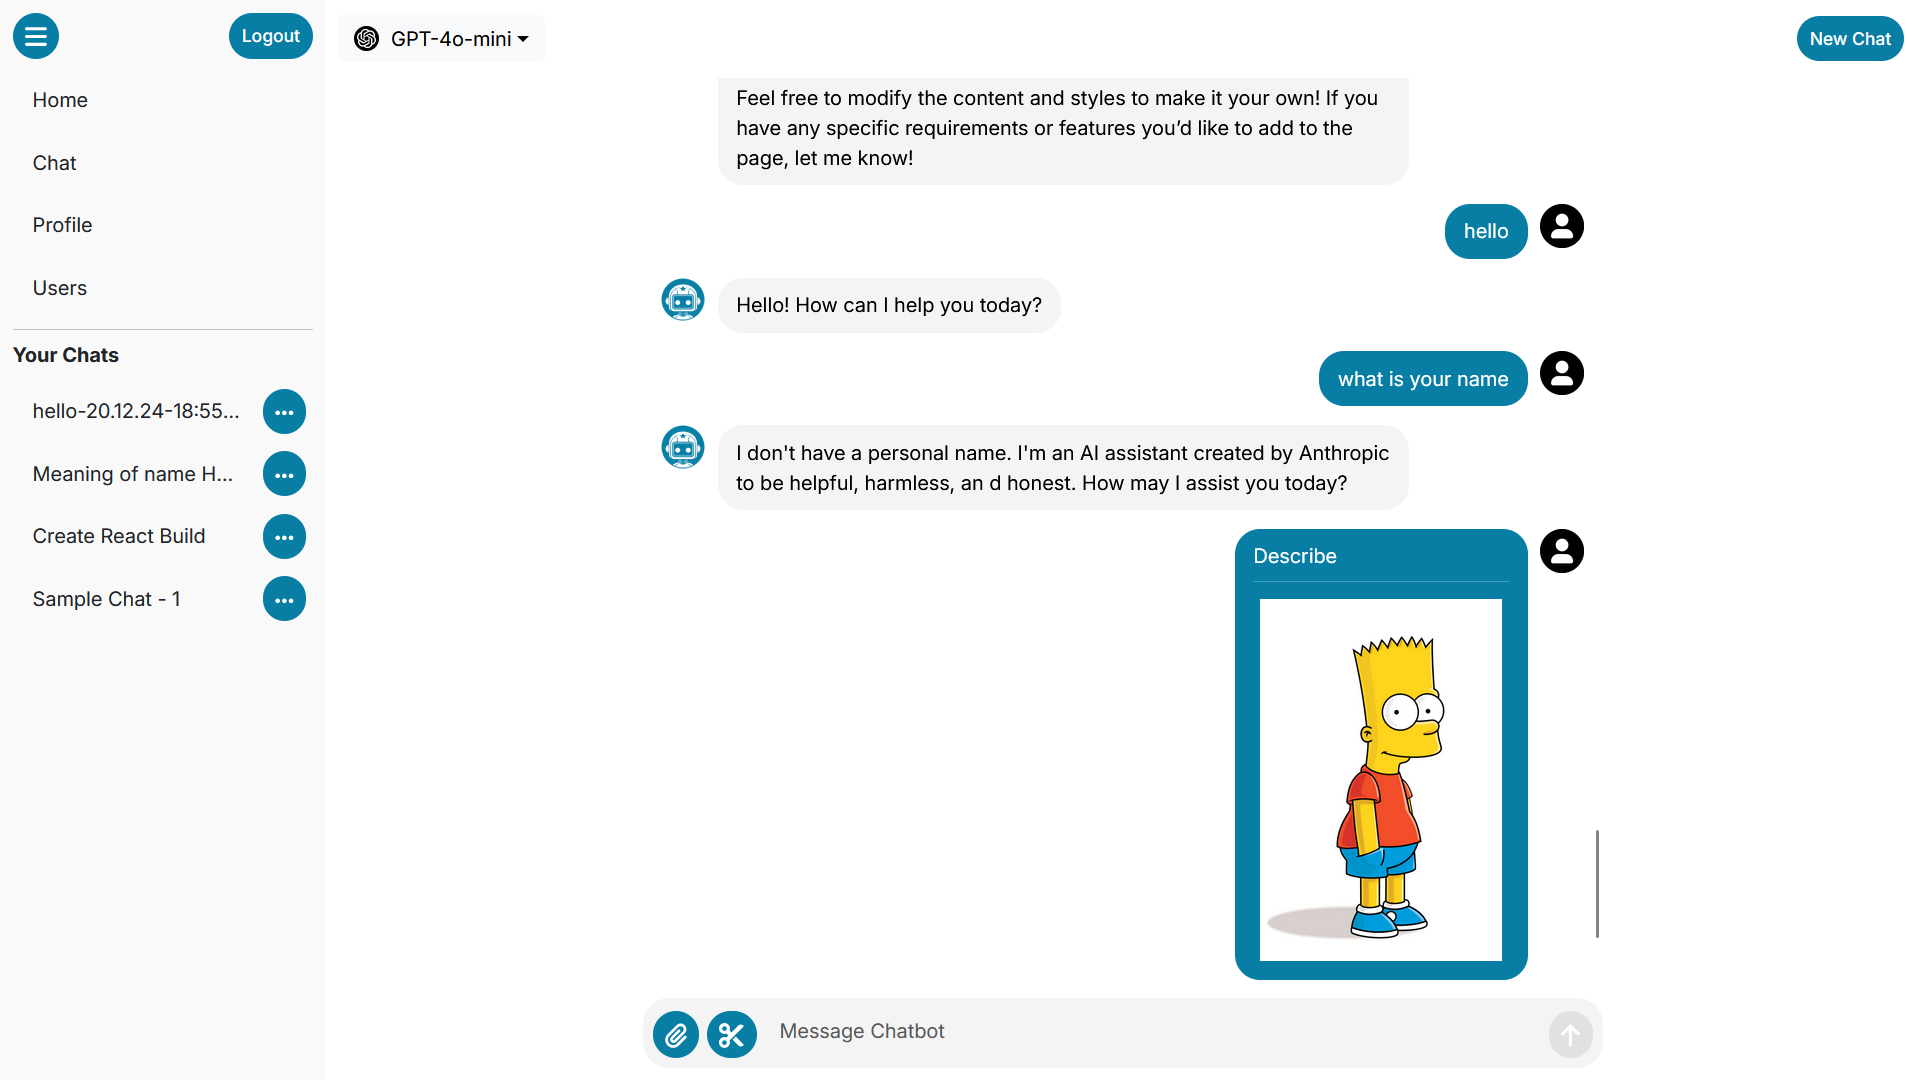 Logout
GPT-4o-mini
New Chat
Home
Chat
Profile
Users
Your Chats
hello-20.12.24-18:55...
Meaning of name H...
Create React Build
Sample Chat - 1
Feel free to modify the content and styles to make it your own! If you
have any specific requirements or features you’d like to add to the
page, let me know!
hello
Hello! How can I help you today?
what is your name
I don't have a personal name. I'm an AI assistant created by Anthropic
to be helpful, harmless, an d honest. How may I assist you today?
Describe
Message Chatbot